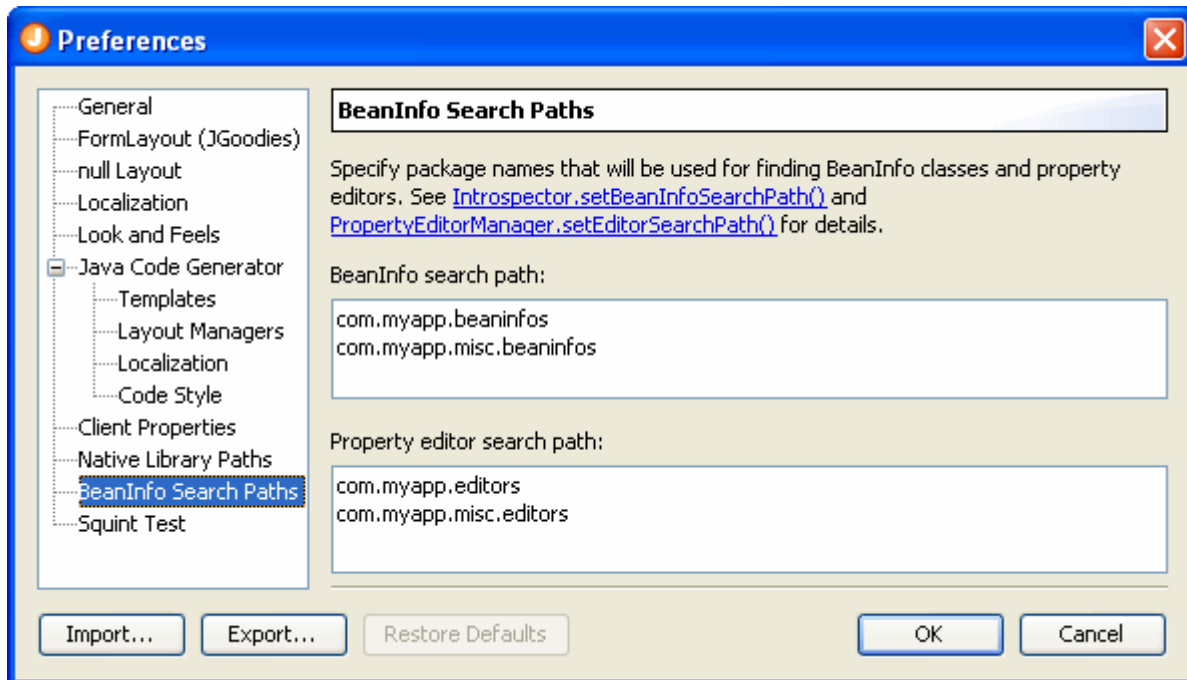 Preferences
General
FormLayout (JGoodies)
null Layout
Localization
Look and Feels
Java Code Generator
Templates
Layout Managers
Localization
Code Style
Client Properties
Native Library Paths
BeanInfo Search Paths
Squint Test
BeanInfo Search Paths
Specify package names that will be used for finding BeanInfo classes and property
editors. See Introspector.setBeanInfoSearchPath() and
PropertyEditorManager.setEditorSearchPath() for details.
BeanInfo search path:
com.myapp.beaninfos
com.myapp.misc.beaninfos
Property editor search path:
com.myapp.editors
com.myapp.misc.editors
Import... Export... Restore Defaults OK Cancel